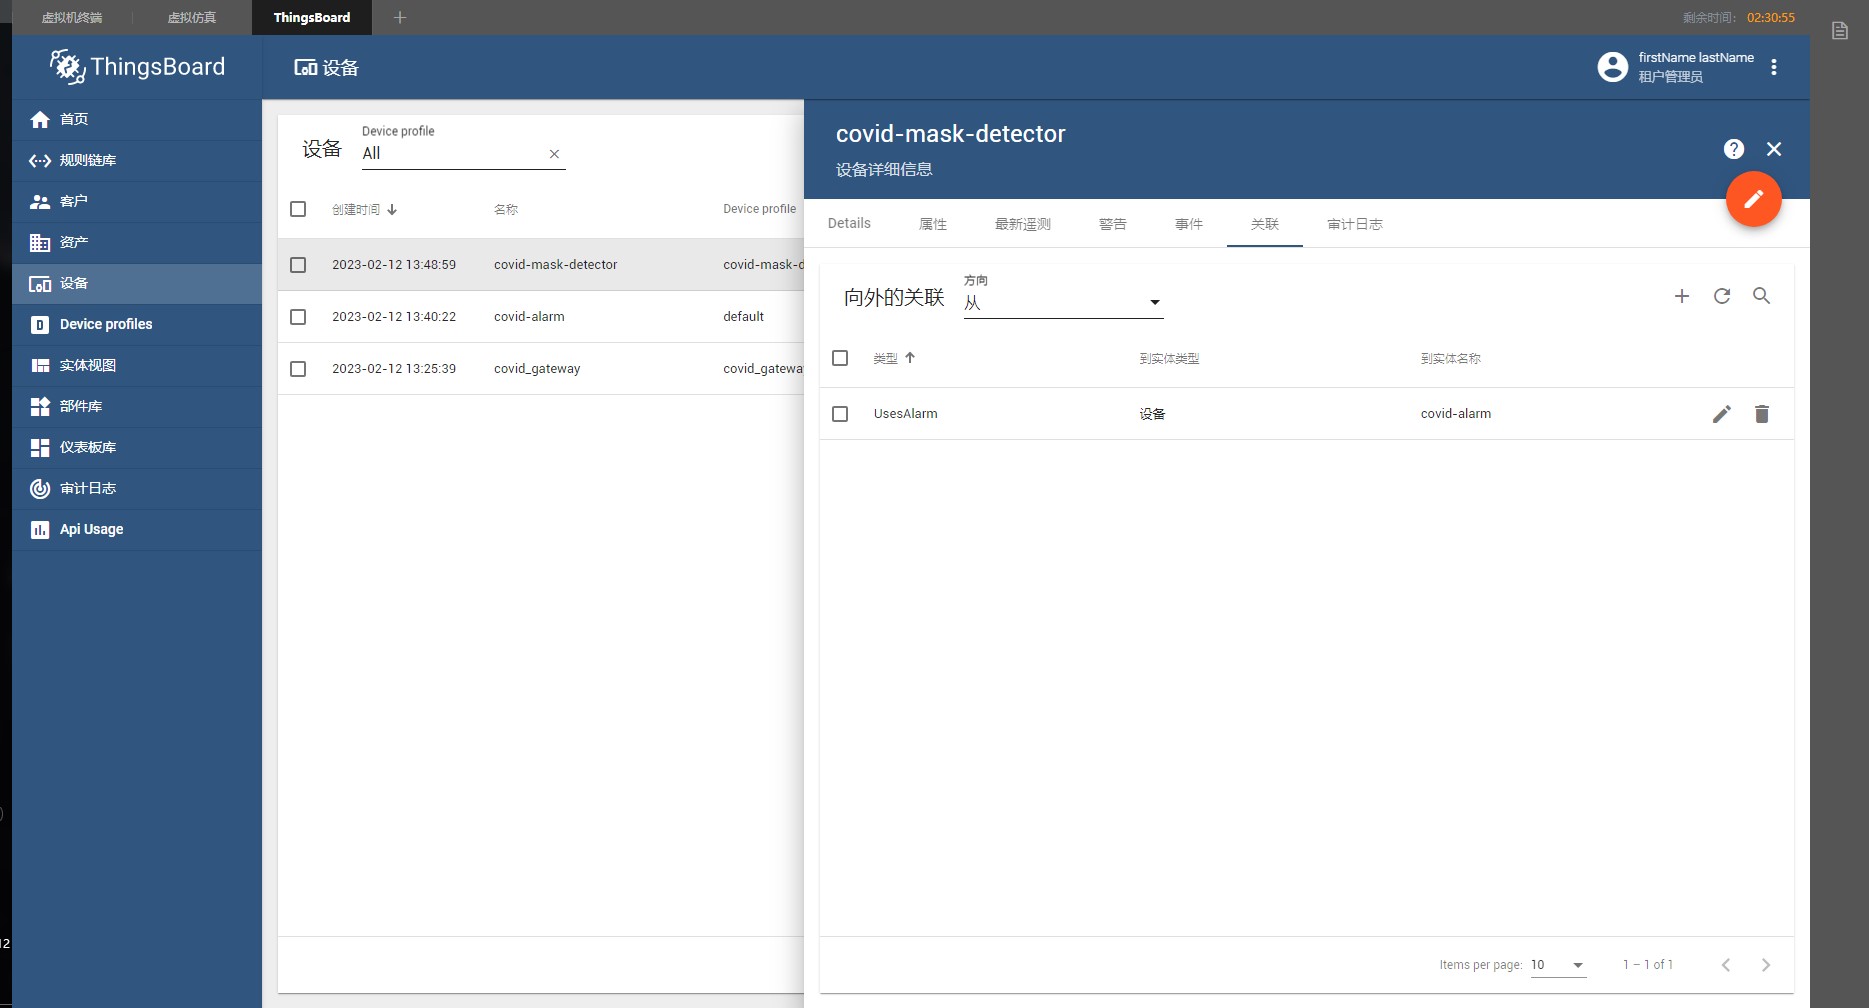 虚拟机终端 虚拟仿真 ThingsBoard 剩余时间: 02:30:55
ThingsBoard
设备
firstName lastName
租户管理员
首页
规则链库
客户
资产
设备
Device profiles
实体视图
部件库
仪表板库
审计日志
Api Usage
设备
Device profile
All
创建时间 名称 Device profile
2023-02-12 13:48:59 covid-mask-detector covid-mask-d
2023-02-12 13:40:22 covid-alarm default
2023-02-12 13:25:39 covid_gateway covid_gatewa
covid-mask-detector
设备详细信息
Details 属性 最新遥测 警告 事件 关联 审计日志
向外的关联
方向
从
类型 到实体类型 到实体名称
UsesAlarm 设备 covid-alarm
Items per page: 10 1 – 1 of 1
12